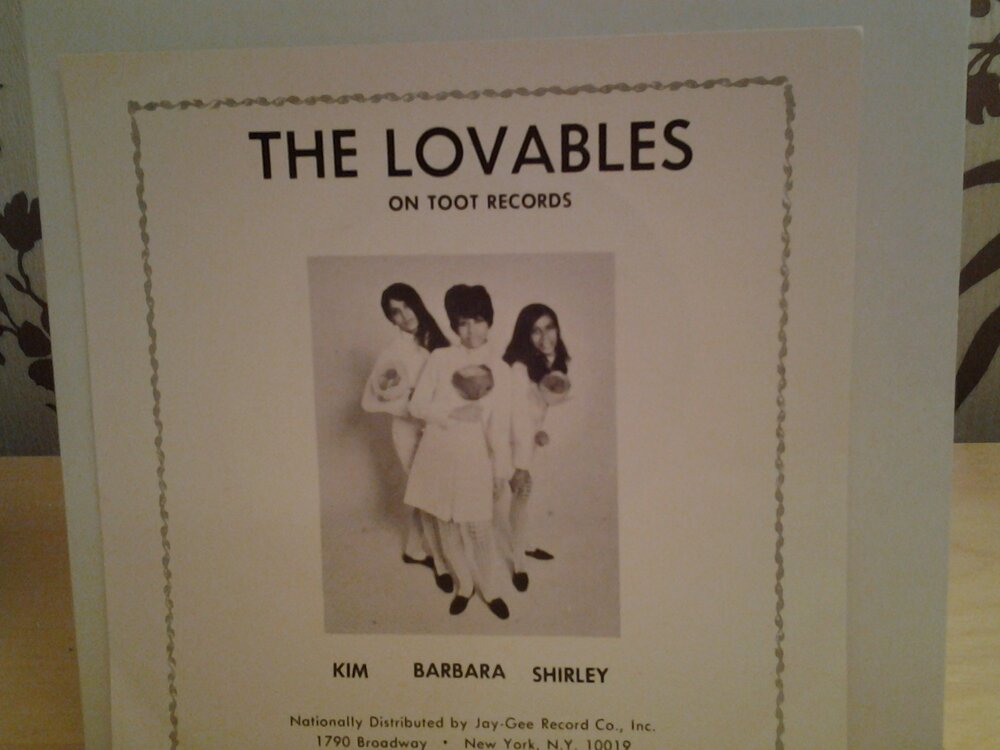 THE LOVABLES
ON TOOT RECORDS
KIM BARBARA SHIRLEY
Nationally Distributed by Jay-Gee Record Co., Inc.
1790 Broadway • New York, N.Y. 10019